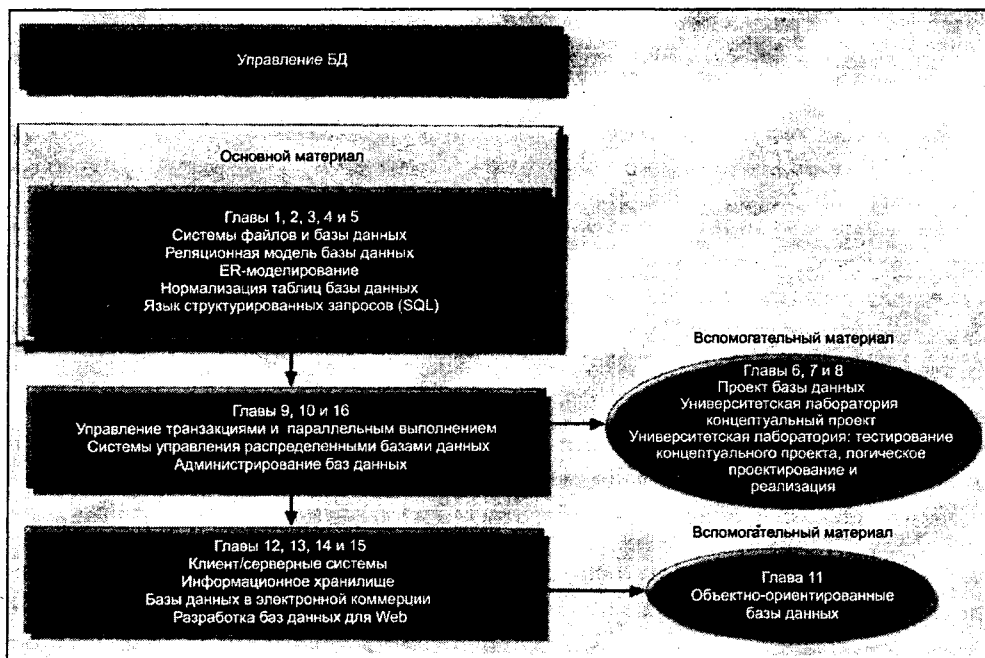 Управление БД
Основной материал
Главы 1, 2, 3, 4 и 5
Системы файлов и базы данных
Реляционная модель базы данных
ER-моделирование
Нормализация таблиц базы данных
Язык структурированных запросов (SQL)
Главы 9, 10 и 16
Управление транзакциями и параллельным выполнением
Системы управления распределенными базами данных
Администрирование баз данных
Вспомогательный материал
Главы 6, 7 и 8
Проект базы данных
Университетская лаборатория
концептуальный проект
Университетская лаборатория: тестирование
концептуального проекта, логическое
проектирование и
реализация
Главы 12, 13, 14 и 15
Клиент/серверные системы
Информационное хранилище
Базы данных в электронной коммерции
Разработка баз данных для Web
Вспомогательный материал
Глава 11
Объектно-ориентированные
базы данных